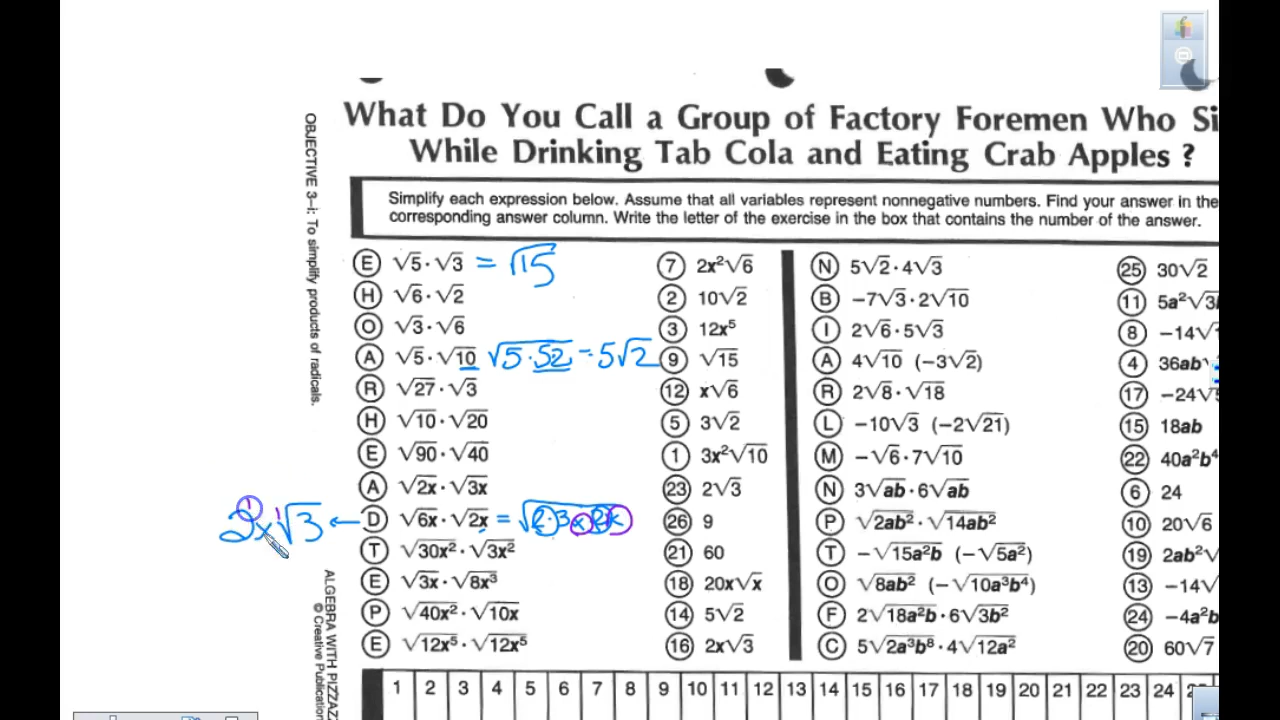 What Do You Call a Group of Factory Foremen Who Si
While Drinking Tab Cola and Eating Crab Apples ?
OBJECTIVE 3–i: To simplify products of radicals.
Simplify each expression below. Assume that all variables represent nonnegative numbers. Find your answer in the
corresponding answer column. Write the letter of the exercise in the box that contains the number of the answer.
E √5 · √3 = √15
H √6 · √2
O √3 · √6
A √5 · √10 √5 · 52 = 5√2
R √27 · √3
H √10 · √20
E √90 · √40
A √2x · √3x
2x√3 ← D √6x · √2x = √2·3x2x
T √30x² · √3x²
E √3x · √8x³
P √40x² · √10x
E √12x⁵ · √12x⁵
7 2x²√6
2 10√2
3 12x⁵
9 √15
12 x√6
5 3√2
1 3x²√10
23 2√3
26 9
21 60
18 20x√x
14 5√2
16 2x√3
N 5√2 · 4√3
B −7√3 · 2√10
I 2√6 · 5√3
A 4√10 (−3√2)
R 2√8 · √18
L −10√3 (−2√21)
M −√6 · 7√10
N 3√ab · 6√ab
P √2ab² · √14ab²
T −√15a²b (−√5a²)
O √8ab² (−√10a³b⁴)
F 2√18a²b · 6√3b²
C 5√2a³b⁸ · 4√12a²
25 30√2
11 5a²√3
8 −14√
4 36ab
17 −24√
15 18ab
22 40a²b⁴
6 24
10 20√6
19 2ab²√
13 −14√
24 −4a²b
20 60√7
ALGEBRA WITH PIZZAZ
© Creative Publication
1 2 3 4 5 6 7 8 9 10 11 12 13 14 15 16 17 18 19 20 21 22 23 24